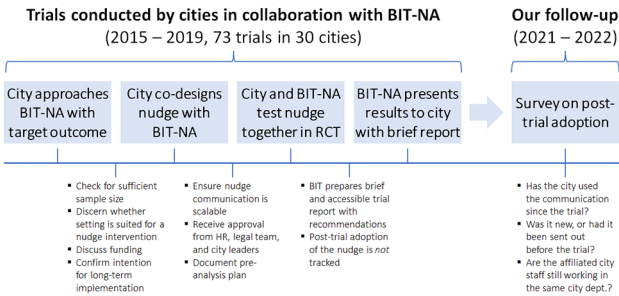 Trials conducted by cities in collaboration with BIT-NA
(2015 – 2019, 73 trials in 30 cities)
Our follow-up
(2021 – 2022)
City approaches
BIT-NA with
target outcome
City co-designs
nudge with
BIT-NA
City and BIT-NA
test nudge
together in RCT
BIT-NA presents
results to city
with brief report
Survey on post-
trial adoption
▪ Check for sufficient
sample size
▪ Discern whether
setting is suited for a
nudge intervention
▪ Discuss funding
▪ Confirm intention
for long-term
implementation
▪ Ensure nudge
communication is
scalable
▪ Receive approval
from HR, legal team,
and city leaders
▪ Document pre-
analysis plan
▪ BIT prepares brief
and accessible trial
report with
recommendations
▪ Post-trial adoption
of the nudge is not
tracked
▪ Has the city used
the communication
since the trial?
▪ Was it new, or had it
been sent out
before the trial?
▪ Are the affiliated city
staff still working in
the same city dept.?